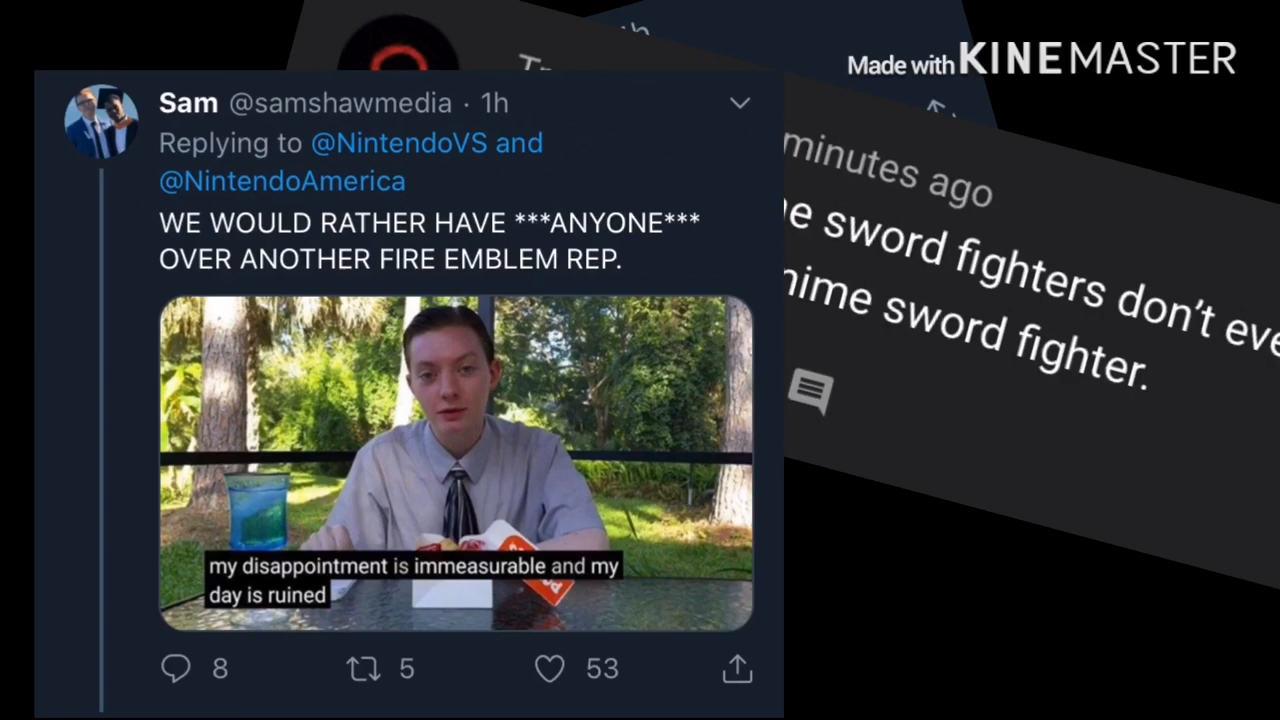 Made with KINEMASTER
Sam @samshawmedia · 1h
Replying to @NintendoVS and
@NintendoAmerica
WE WOULD RATHER HAVE ***ANYONE***
OVER ANOTHER FIRE EMBLEM REP.
my disappointment is immeasurable and my
day is ruined
8 5 53
minutes ago
sword fighters don't
sword fighter.